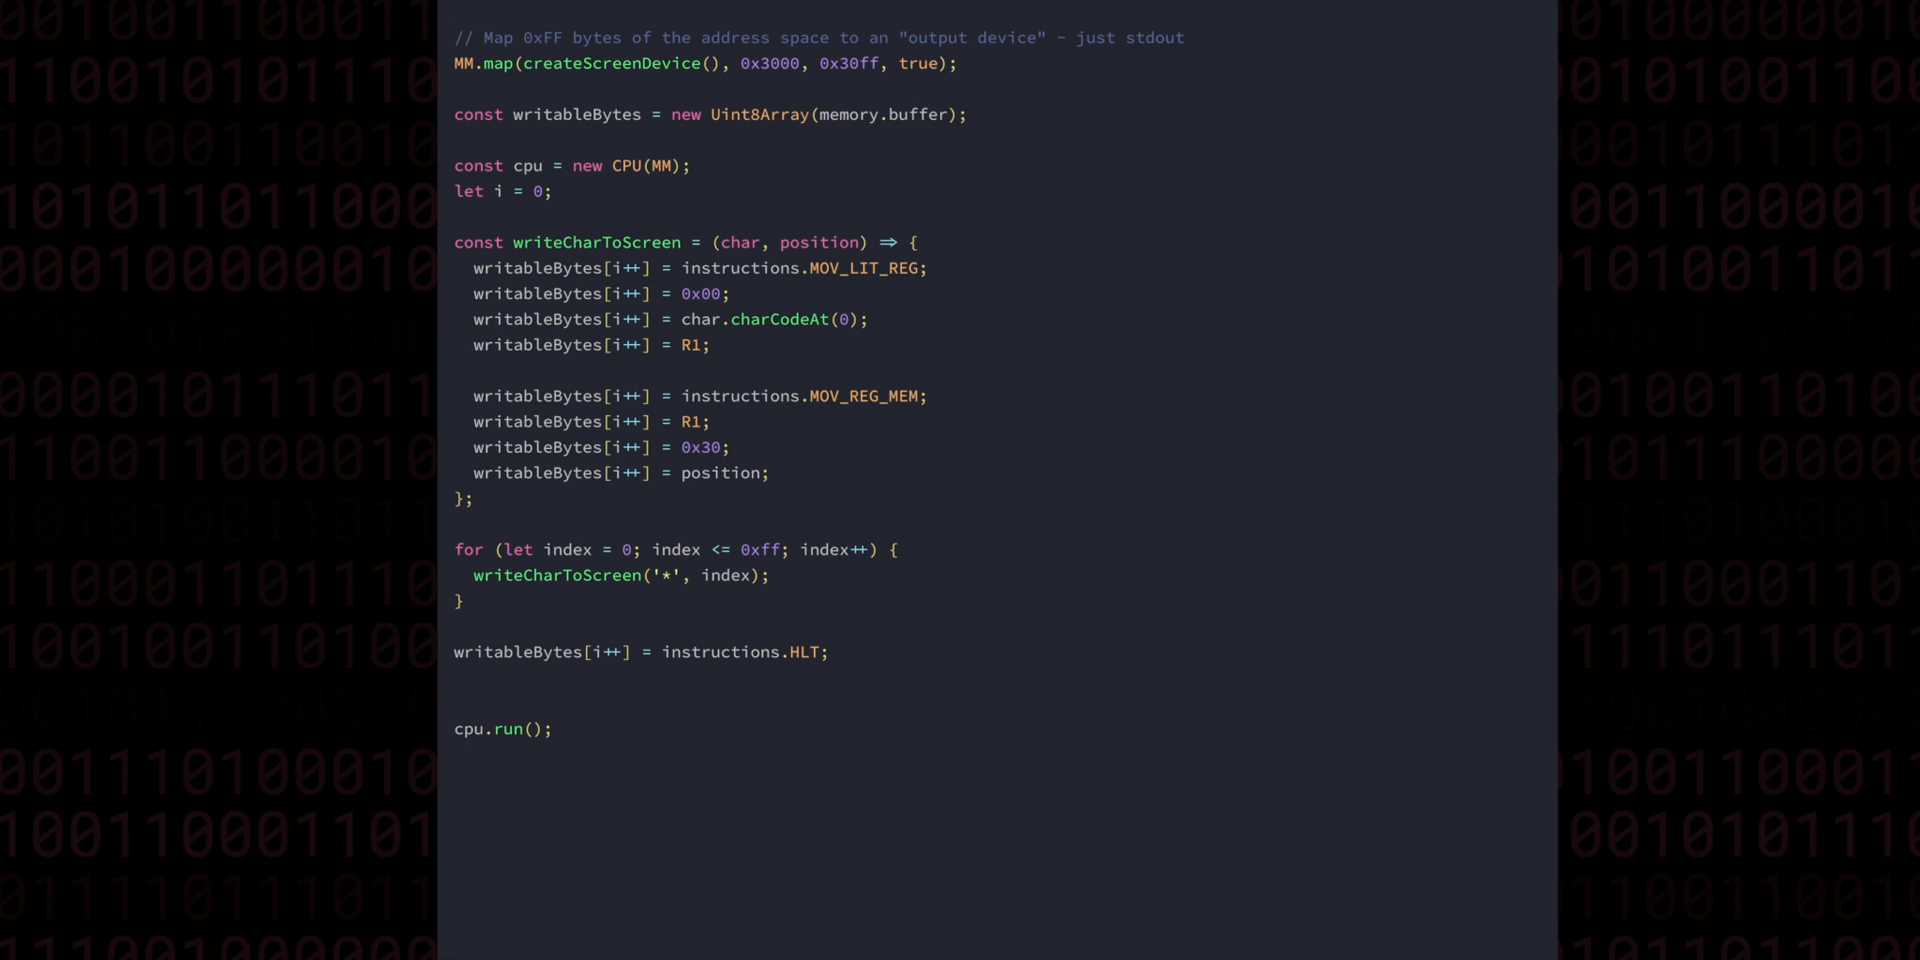 // Map 0xFF bytes of the address space to an "output device" - just stdout
MM.map(createScreenDevice(), 0x3000, 0x30ff, true);
const writableBytes = new Uint8Array(memory.buffer);
const cpu = new CPU(MM);
let i = 0;
const writeCharToScreen = (char, position) => {
writableBytes[i++] = instructions.MOV_LIT_REG;
writableBytes[i++] = 0x00;
writableBytes[i++] = char.charCodeAt(0);
writableBytes[i++] = R1;
writableBytes[i++] = instructions.MOV_REG_MEM;
writableBytes[i++] = R1;
writableBytes[i++] = 0x30;
writableBytes[i++] = position;
};
for (let index = 0; index <= 0xff; index++) {
writeCharToScreen('*', index);
}
writableBytes[i++] = instructions.HLT;
cpu.run();